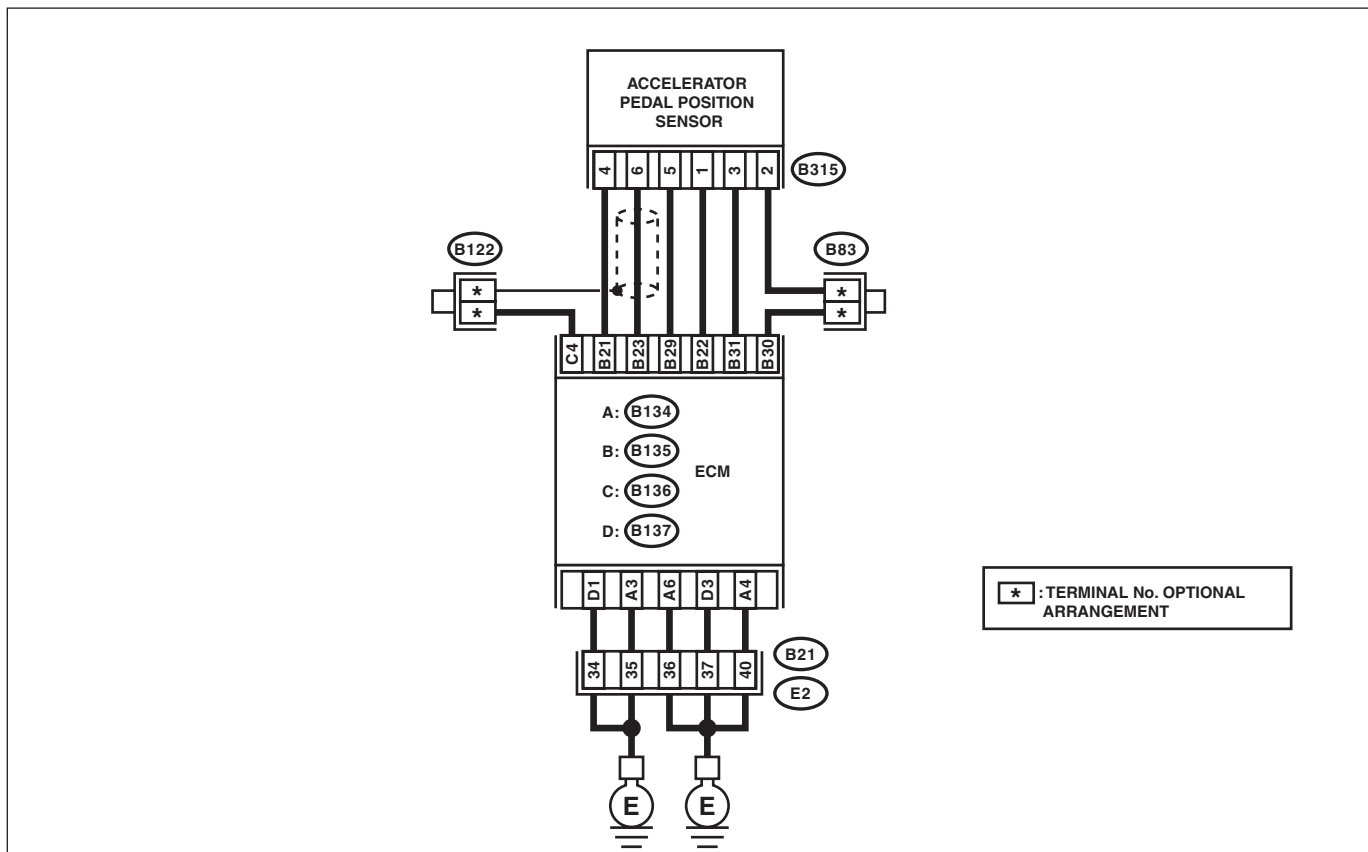 ACCELERATOR
PEDAL POSITION
SENSOR
4 6 5 1 3 2
B315
B122
B83
*
*
*
*
C4 B21 B23 B29 B22 B31 B30
A: B134
B: B135
ECM
C: B136
D: B137
D1 A3 A6 D3 A4
* : TERMINAL No. OPTIONAL
ARRANGEMENT
34 35 36 37 40
B21
E2
E E